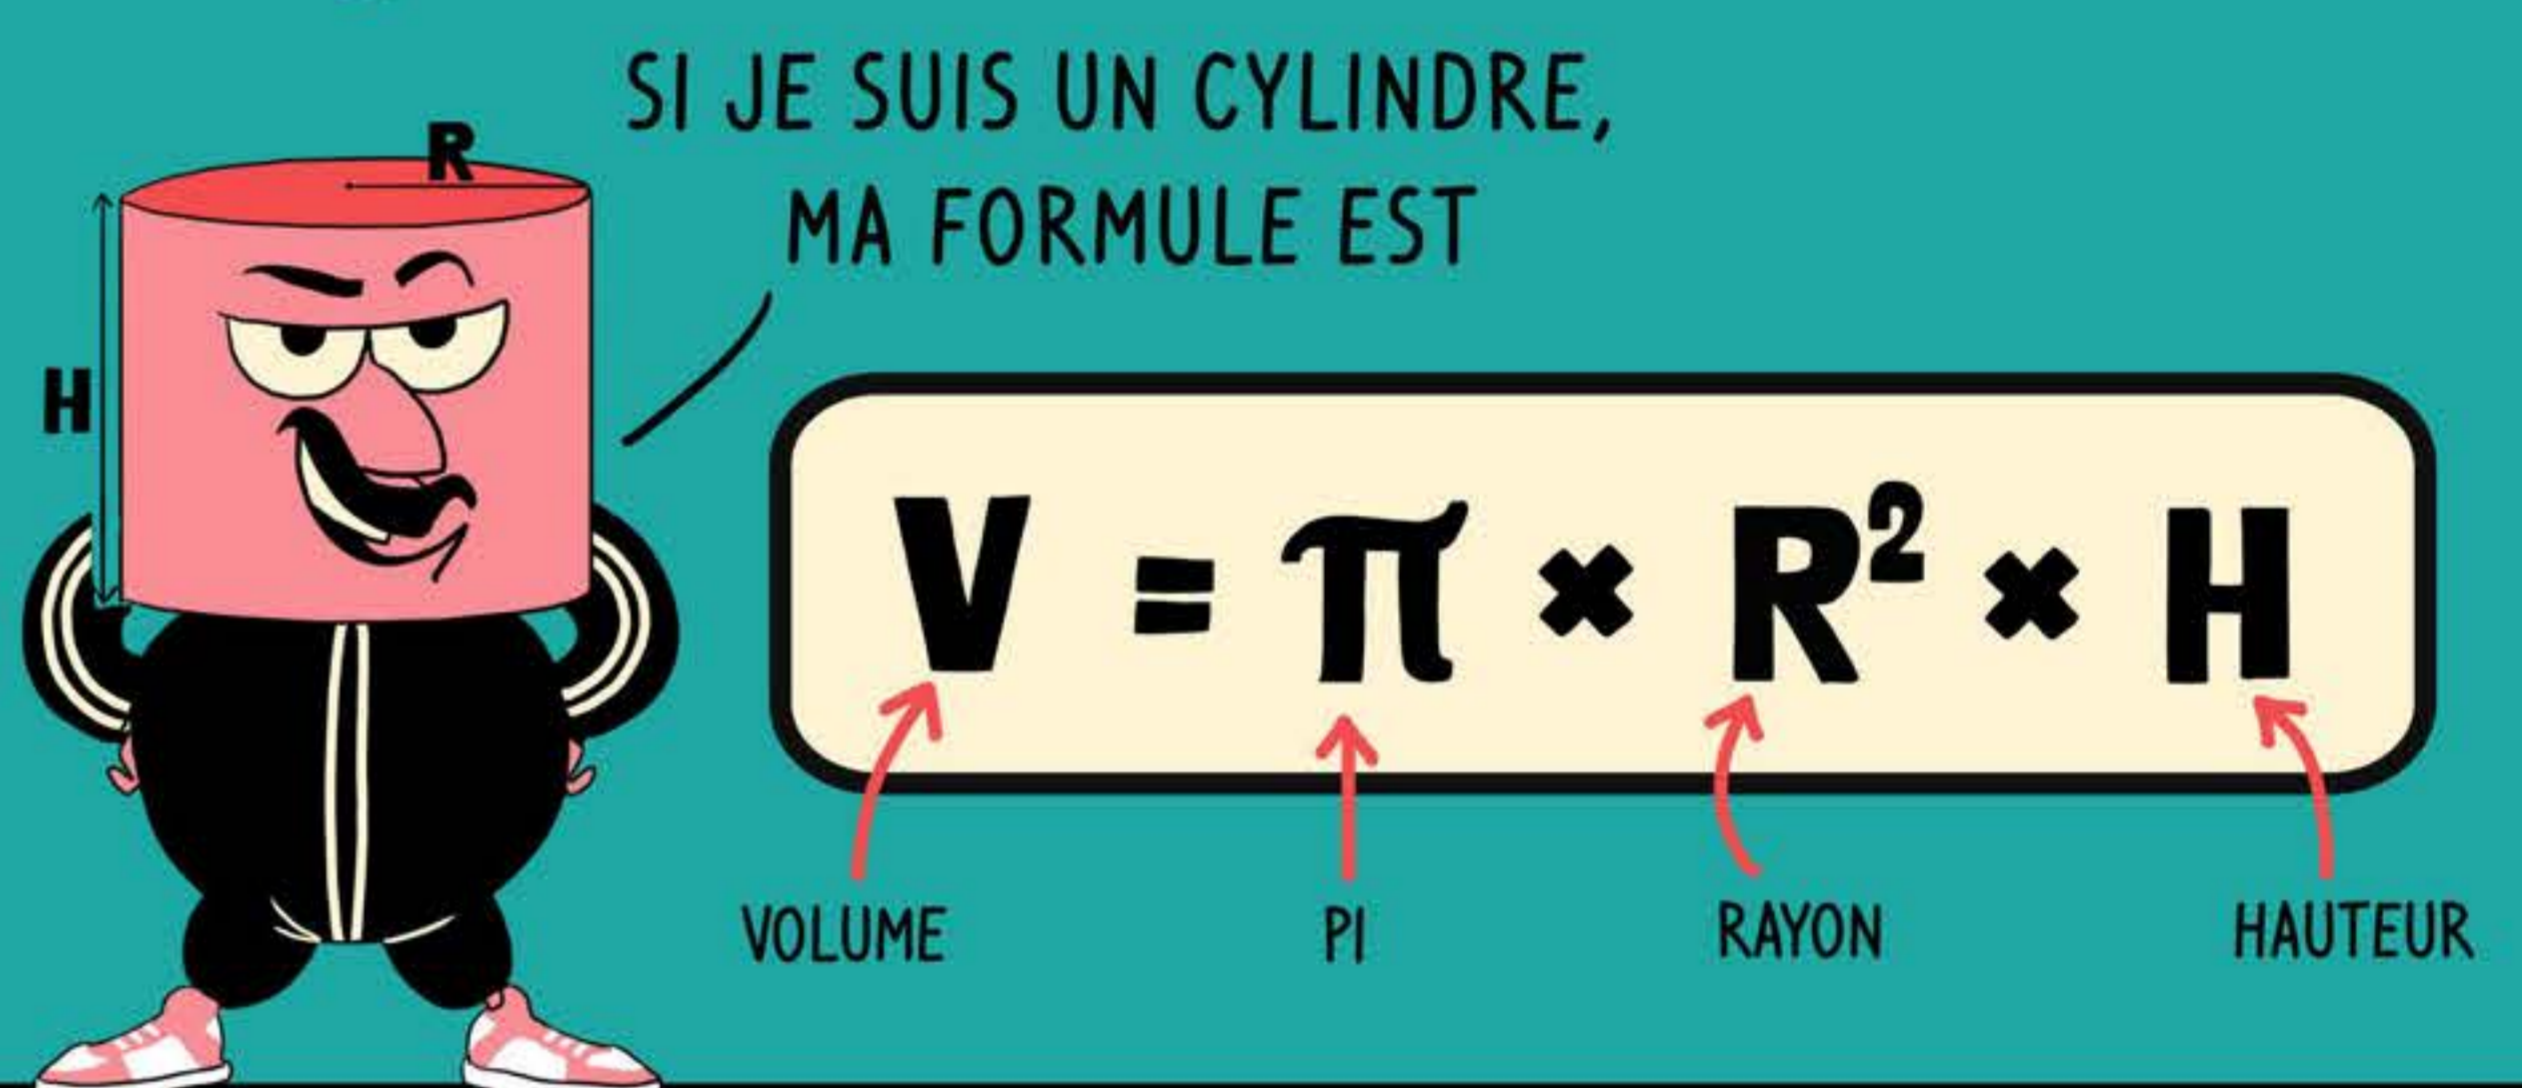 R
SI JE SUIS UN CYLINDRE,
MA FORMULE EST
H
V = π × R² × H
VOLUME
PI
RAYON
HAUTEUR